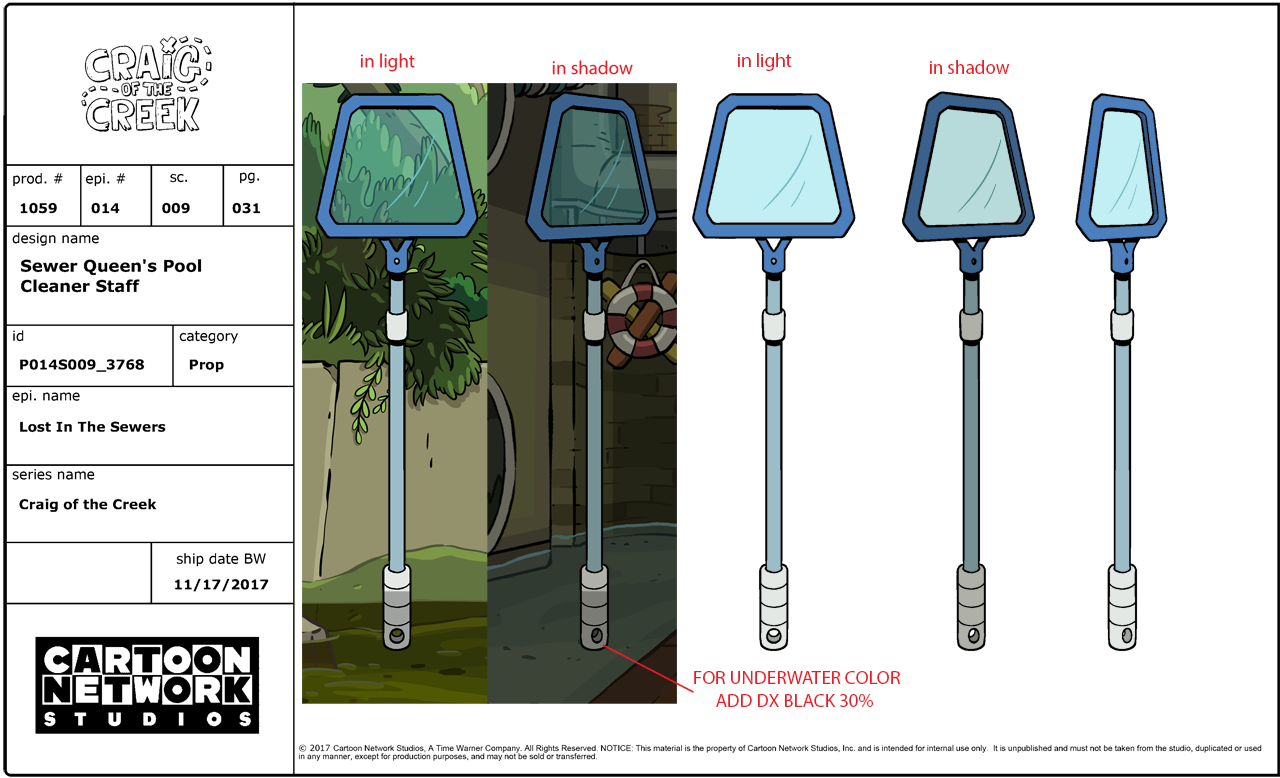 CRAIG
OF THE
CREEK
prod. #
epi. #
sc.
pg.
1059
014
009
031
design name
Sewer Queen's Pool
Cleaner Staff
id
category
P014S009_3768
Prop
epi. name
Lost In The Sewers
series name
Craig of the Creek
ship date BW
11/17/2017
CARTOON
NETWORK
STUDIOS
in light
in shadow
in light
in shadow
FOR UNDERWATER COLOR
ADD DX BLACK 30%
© 2017 Cartoon Network Studios, A Time Warner Company. All Rights Reserved. NOTICE: This material is the property of Cartoon Network Studios, Inc. and is intended for internal use only. It is unpublished and must not be taken from the studio, duplicated or used
in any manner, except for production purposes, and may not be sold or transferred.